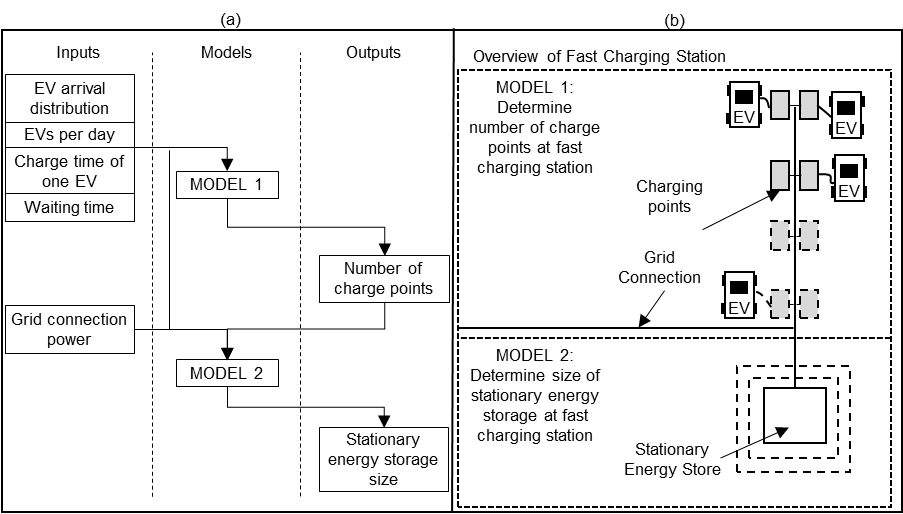 (a)
Inputs
Models
Outputs
EV arrival
distribution
EVs per day
Charge time of
one EV
Waiting time
MODEL 1
Number of
charge points
Grid connection
power
MODEL 2
Stationary
energy storage
size
(b)
Overview of Fast Charging Station
MODEL 1:
Determine
number of charge
points at fast
charging station
EV
EV
EV
Charging
points
Grid
Connection
EV
MODEL 2:
Determine size of
stationary energy
storage at fast
charging station
Stationary
Energy Store